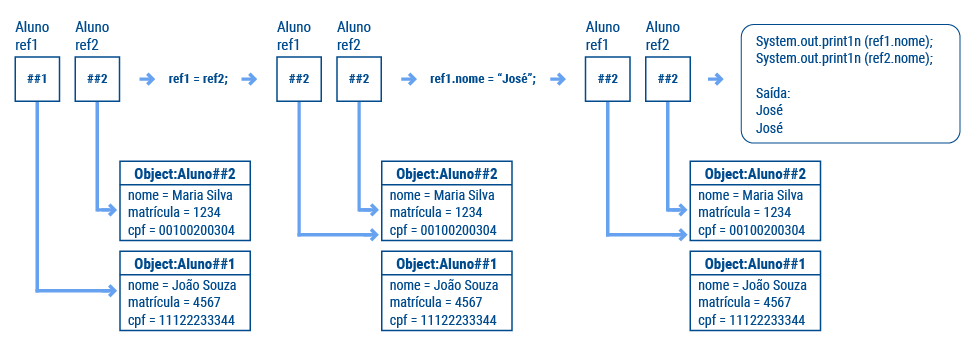 Aluno
ref1
Aluno
ref2
##1
##2
ref1 = ref2;
Object:Aluno##2
nome = Maria Silva
matrícula = 1234
cpf = 00100200304
Object:Aluno##1
nome = João Souza
matrícula = 4567
cpf = 11122233344
Aluno
ref1
Aluno
ref2
##2
##2
ref1.nome = “José”;
Object:Aluno##2
nome = Maria Silva
matrícula = 1234
cpf = 00100200304
Object:Aluno##1
nome = João Souza
matrícula = 4567
cpf = 11122233344
Aluno
ref1
Aluno
ref2
##2
##2
Object:Aluno##2
nome = Maria Silva
matrícula = 1234
cpf = 00100200304
Object:Aluno##1
nome = João Souza
matrícula = 4567
cpf = 11122233344
System.out.print1n (ref1.nome);
System.out.print1n (ref2.nome);
Saída:
José
José